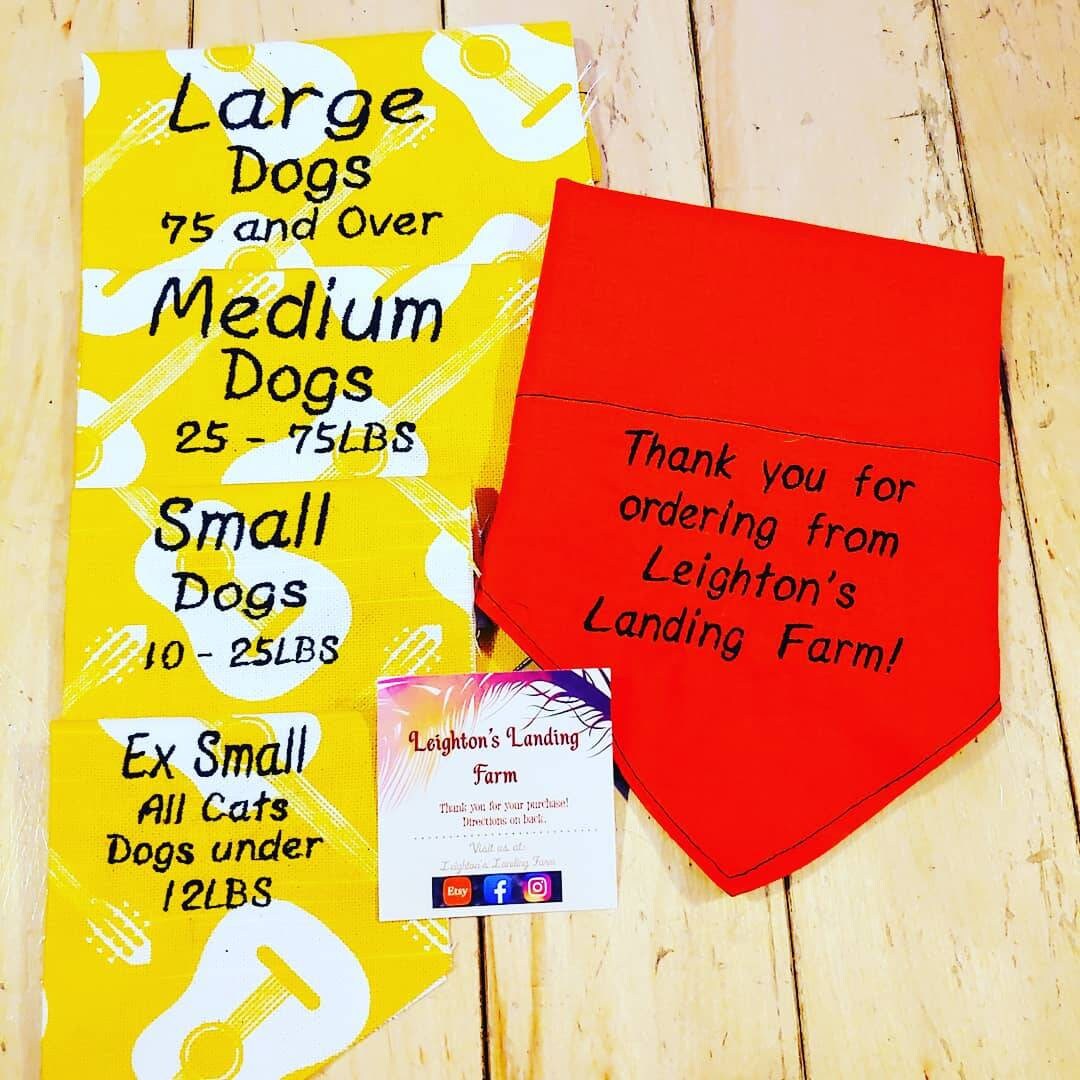 Large
Dogs
75 and Over
Medium
Dogs
25 - 75LBS
Small
Dogs
10 - 25LBS
Ex Small
All Cats
Dogs under
12LBS
Thank you for
ordering from
Leighton's
Landing Farm!
Leighton's Landing
Farm
Thank you for your purchase!
Directions on back.
Visit us at:
Leighton's Landing Farm
Etsy